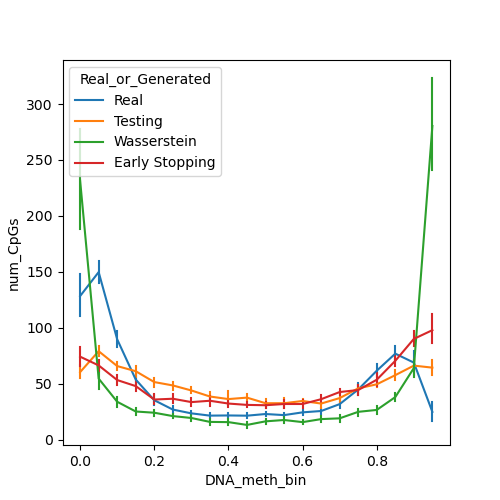 Real_or_Generated
Real
Testing
Wasserstein
Early Stopping
num_CpGs
300
250
200
150
100
50
0
0.0 0.2 0.4 0.6 0.8
DNA_meth_bin